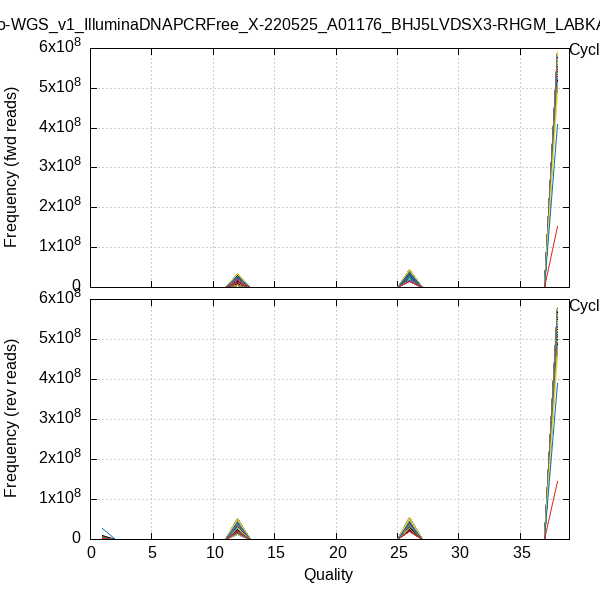 o-WGS_v1_IlluminaDNAPCRFree_X-220525_A01176_BHJ5LVDSX3-RHGM_LABKA
Cycl
Frequency (fwd reads)
6x10^8
5x10^8
4x10^8
3x10^8
2x10^8
1x10^8
0
Cycl
Frequency (rev reads)
6x10^8
5x10^8
4x10^8
3x10^8
2x10^8
1x10^8
0
0 5 10 15 20 25 30 35
Quality